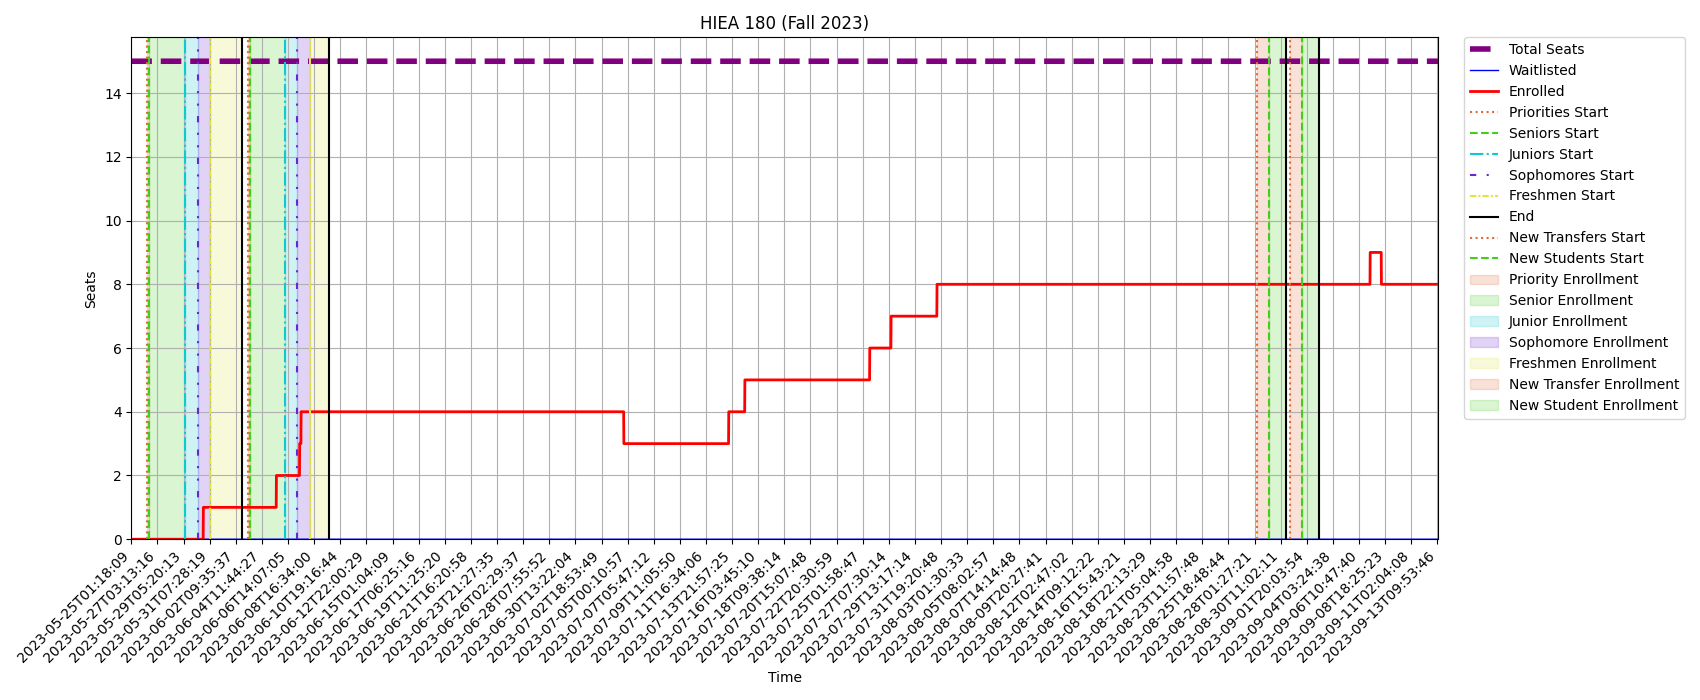 HIEA 180 (Fall 2023)
Seats
14
12
10
8
6
4
2
0
2023-05-25T01:18:09
2023-05-27T03:13:16
2023-05-29T05:20:13
2023-05-31T07:28:19
2023-06-02T09:35:37
2023-06-04T11:44:27
2023-06-06T14:07:05
2023-06-08T16:34:00
2023-06-10T19:16:44
2023-06-12T22:00:29
2023-06-15T01:04:09
2023-06-17T06:25:16
2023-06-19T11:25:20
2023-06-21T16:20:58
2023-06-23T21:27:35
2023-06-26T02:29:37
2023-06-28T07:55:52
2023-06-30T13:22:04
2023-07-02T18:53:49
2023-07-05T00:10:57
2023-07-07T05:47:12
2023-07-09T11:05:50
2023-07-11T16:34:06
2023-07-13T21:57:25
2023-07-16T03:45:10
2023-07-18T09:38:14
2023-07-20T15:07:48
2023-07-22T20:30:59
2023-07-25T01:58:47
2023-07-27T07:30:14
2023-07-29T13:17:14
2023-07-31T19:20:48
2023-08-03T01:30:33
2023-08-05T08:02:57
2023-08-07T14:14:48
2023-08-09T20:27:41
2023-08-12T02:47:02
2023-08-14T09:12:22
2023-08-16T15:43:21
2023-08-18T22:13:29
2023-08-21T05:04:58
2023-08-23T11:57:48
2023-08-25T18:48:44
2023-08-28T01:27:21
2023-08-30T11:02:11
2023-09-01T20:03:54
2023-09-04T03:24:38
2023-09-06T10:47:40
2023-09-08T18:25:23
2023-09-11T02:04:08
2023-09-13T09:53:46
Time
Total Seats
Waitlisted
Enrolled
Priorities Start
Seniors Start
Juniors Start
Sophomores Start
Freshmen Start
End
New Transfers Start
New Students Start
Priority Enrollment
Senior Enrollment
Junior Enrollment
Sophomore Enrollment
Freshmen Enrollment
New Transfer Enrollment
New Student Enrollment